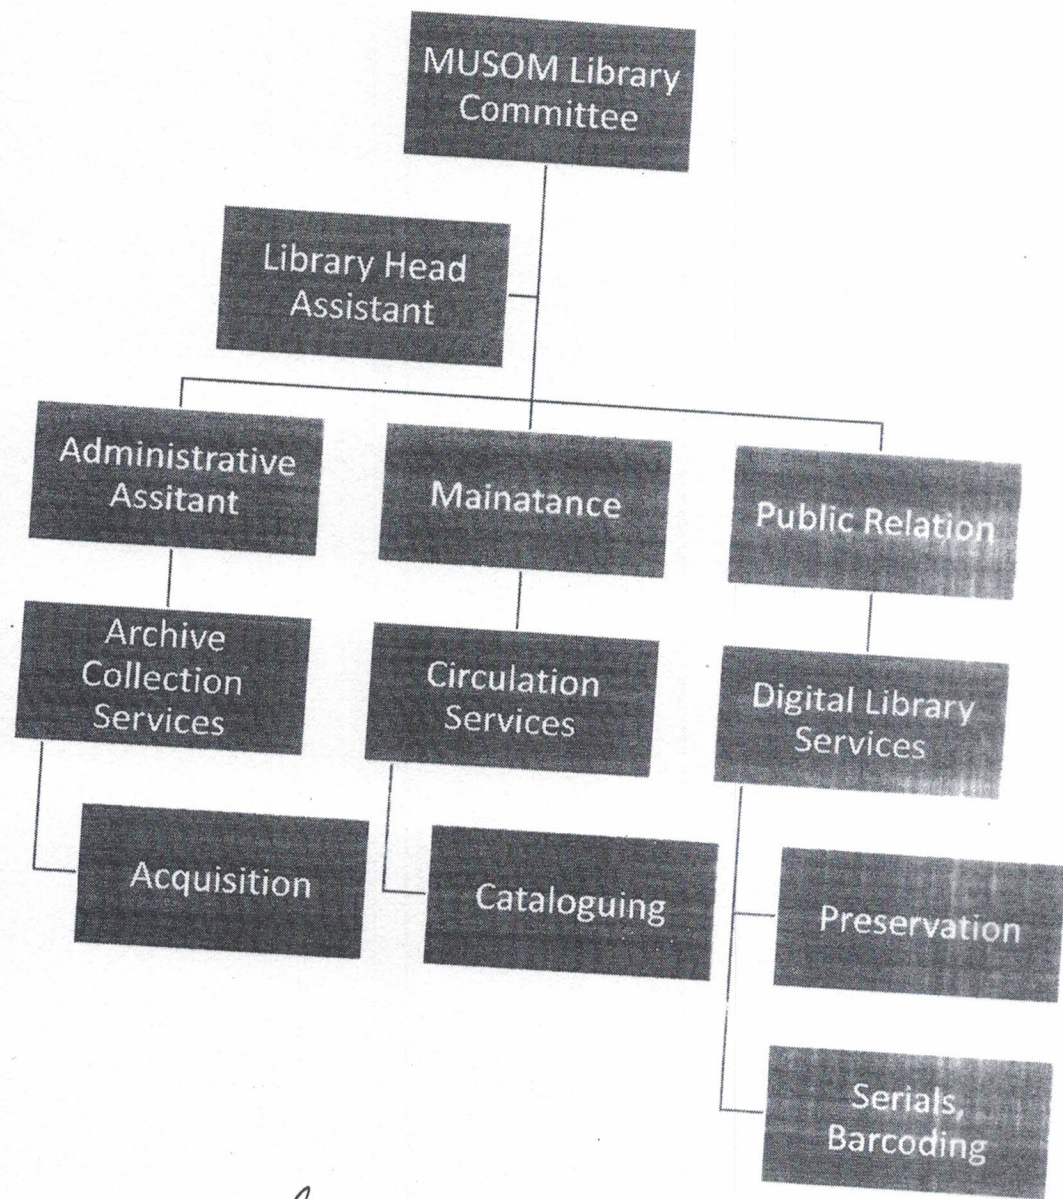 MUSOM Library
Committee
Library Head
Assistant
Administrative
Assitant
Mainatance
Public Relation
Archive
Collection
Services
Circulation
Services
Digital Library
Services
Acquisition
Cataloguing
Preservation
Serials,
Barcoding